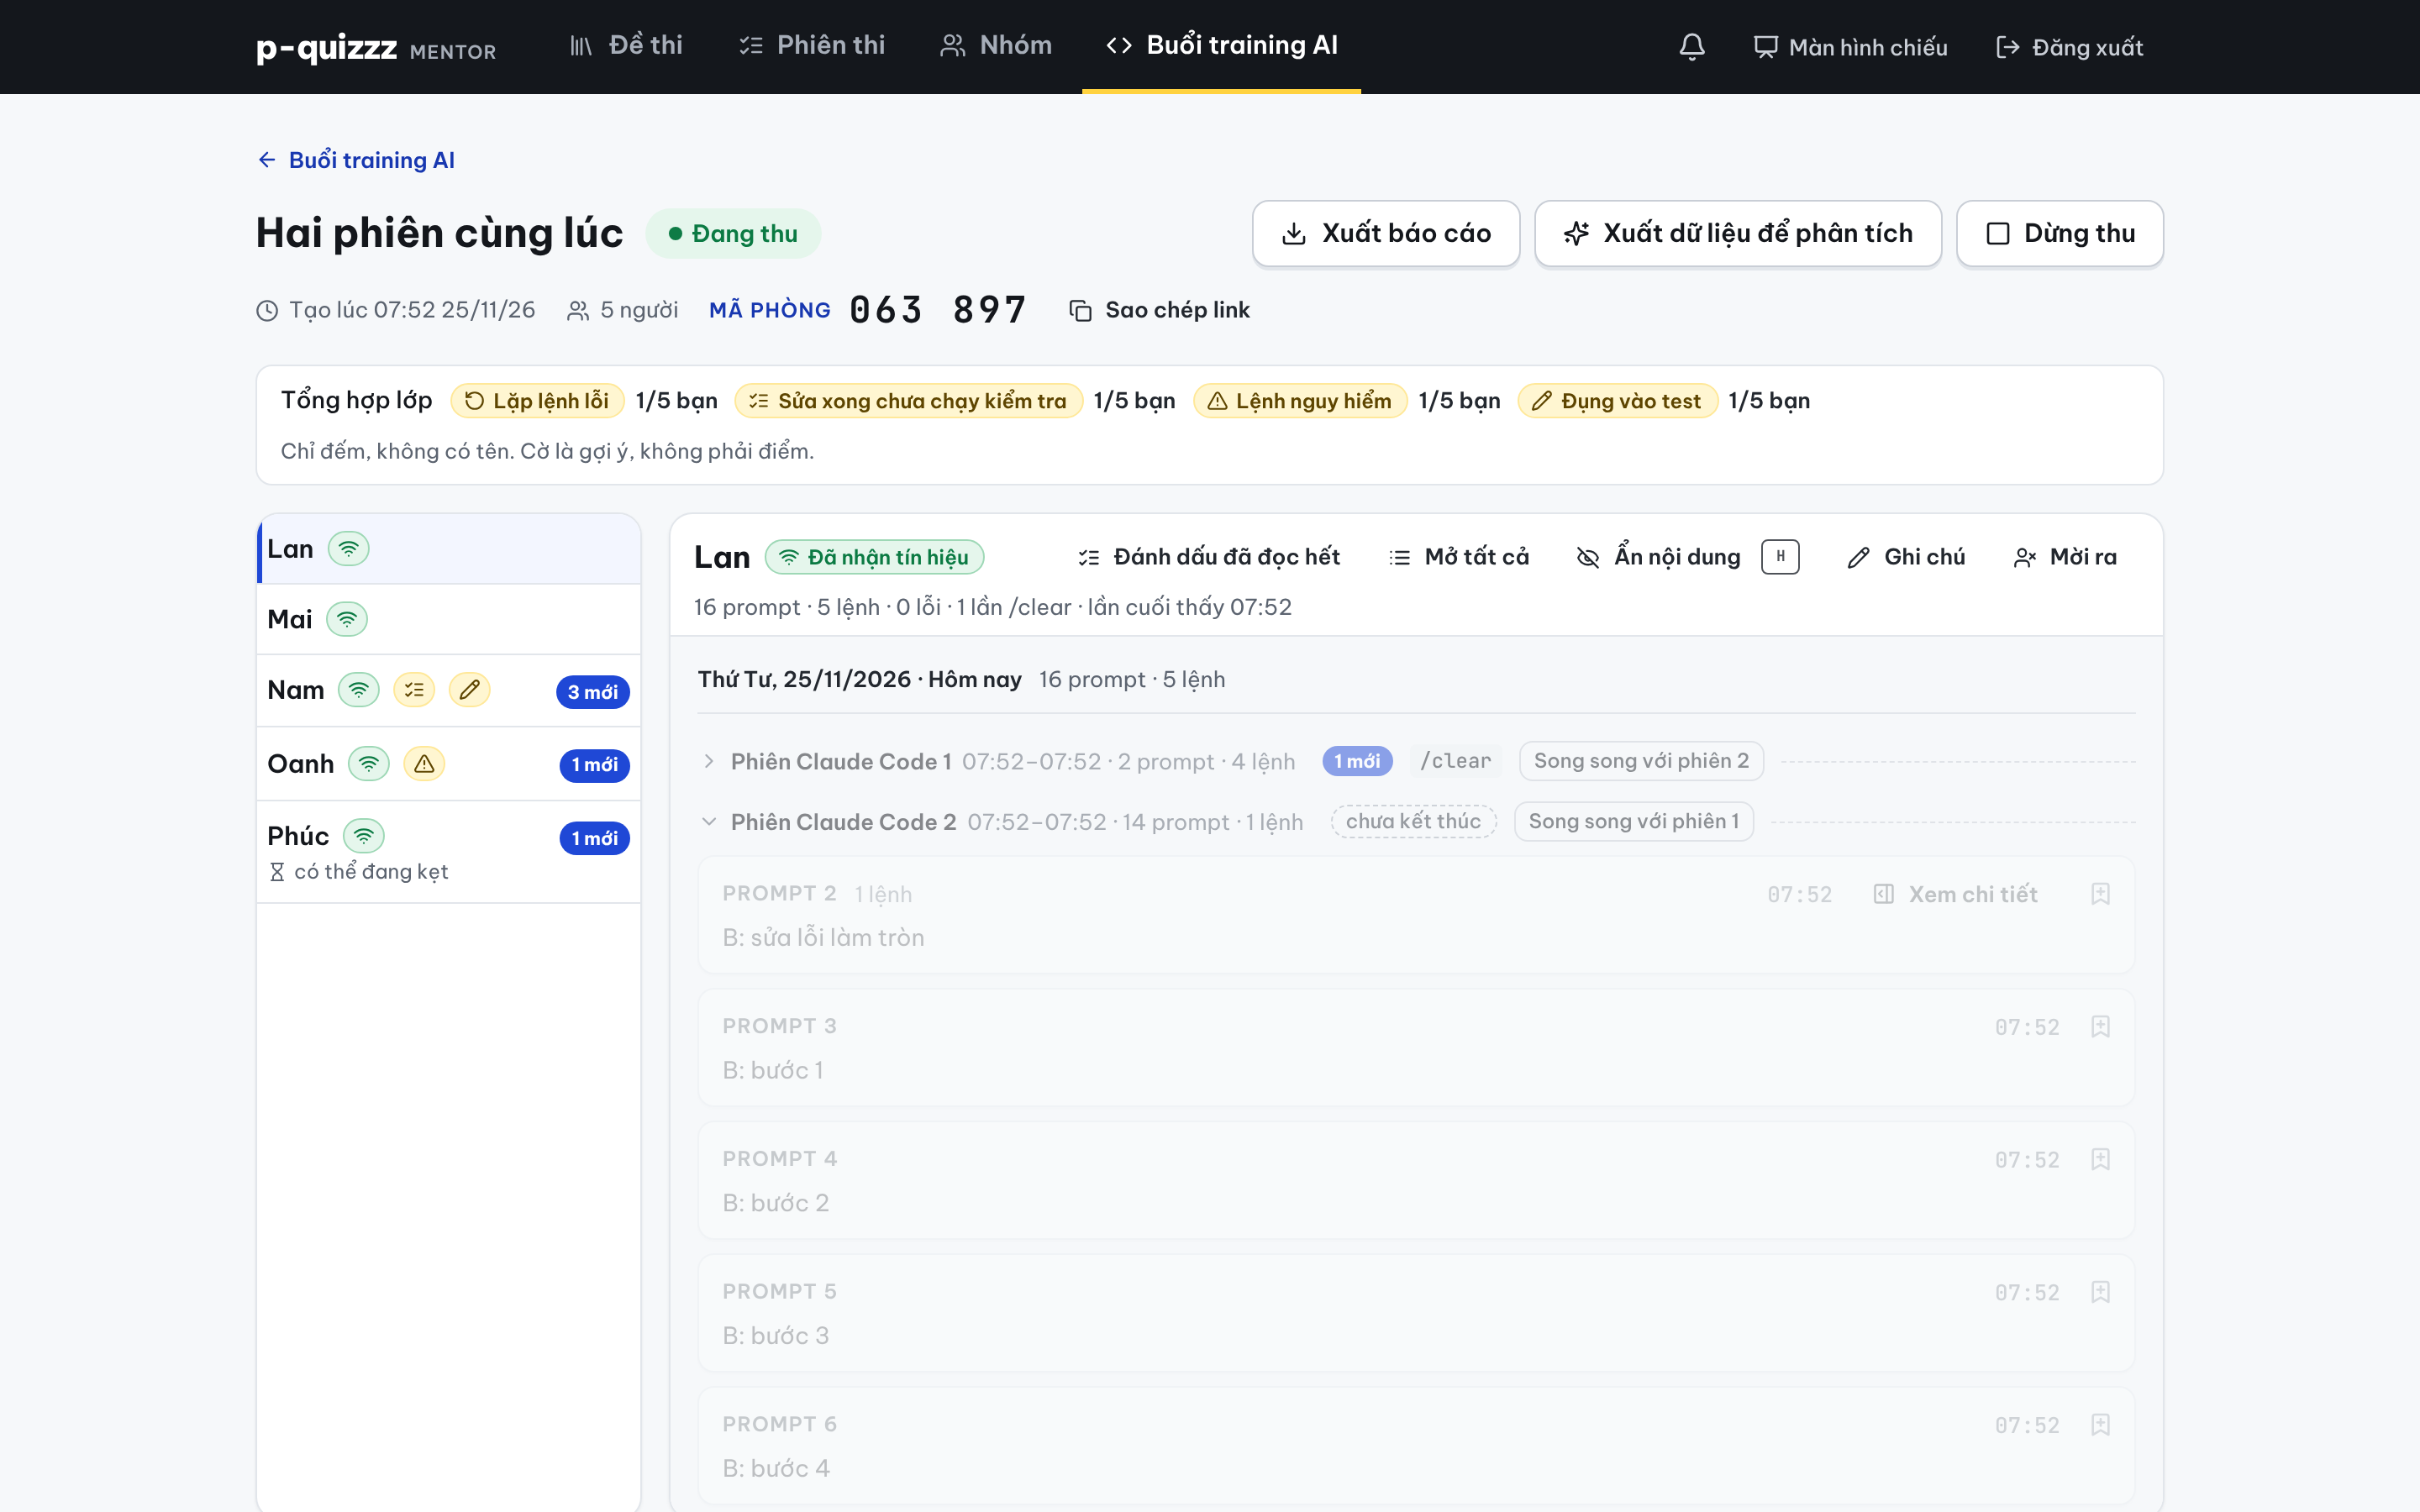 p-quizzz MENTOR Đề thi Phiên thi Nhóm Buổi training AI Màn hình chiếu Đăng xuất
Buổi training AI
Hai phiên cùng lúc Đang thu Xuất báo cáo Xuất dữ liệu để phân tích Dừng thu
Tạo lúc 07:52 25/11/26 5 người MÃ PHÒNG 063 897 Sao chép link
Tổng hợp lớp Lặp lệnh lỗi 1/5 bạn Sửa xong chưa chạy kiểm tra 1/5 bạn Lệnh nguy hiểm 1/5 bạn Đụng vào test 1/5 bạn
Chỉ đếm, không có tên. Cờ là gợi ý, không phải điểm.
Lan
Mai
Nam 3 mới
Oanh 1 mới
Phúc 1 mới
có thể đang kẹt
Lan Đã nhận tín hiệu Đánh dấu đã đọc hết Mở tất cả Ẩn nội dung H Ghi chú Mời ra
16 prompt · 5 lệnh · 0 lỗi · 1 lần /clear · lần cuối thấy 07:52
Thứ Tư, 25/11/2026 · Hôm nay 16 prompt · 5 lệnh
Phiên Claude Code 1 07:52–07:52 · 2 prompt · 4 lệnh 1 mới /clear Song song với phiên 2
Phiên Claude Code 2 07:52–07:52 · 14 prompt · 1 lệnh chưa kết thúc Song song với phiên 1
PROMPT 2 1 lệnh 07:52 Xem chi tiết
B: sửa lỗi làm tròn
PROMPT 3 07:52
B: bước 1
PROMPT 4 07:52
B: bước 2
PROMPT 5 07:52
B: bước 3
PROMPT 6 07:52
B: bước 4